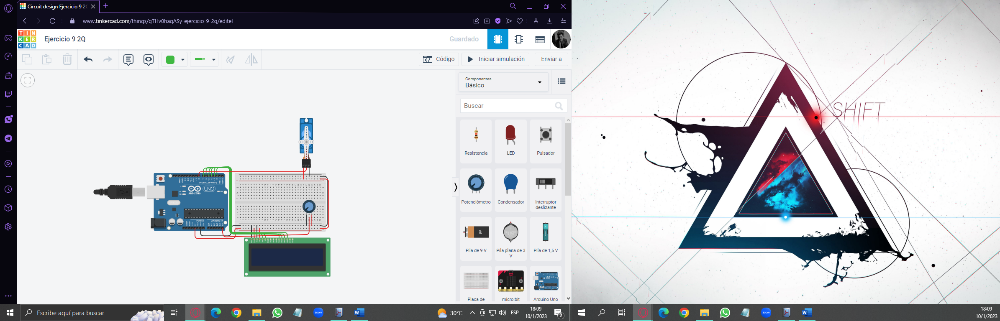 Circuit design Ejercicio 9 2Q
www.tinkercad.com/things/gTHv0haqASy-ejercicio-9-2q/editel
TIN
KER
CAD
Ejercicio 9 2Q
Guardado
Código
Iniciar simulación
Enviar a
Componentes
Básico
Buscar
Resistencia
LED
Pulsador
Potenciómetro
Condensador
Interruptor
deslizante
9V
Pila de 9 V
Pila plana de 3
V
Pila de 1,5 V
Placa de
micro:bit
Arduino Uno
DIGITAL (PWM~)
UNO
ARDUINO
POWER
ANALOG IN
SHIFT
Escribe aquí para buscar
zoom
30°C
ESP
18:09
10/1/2023
2
zoom
18:09
10/1/2023